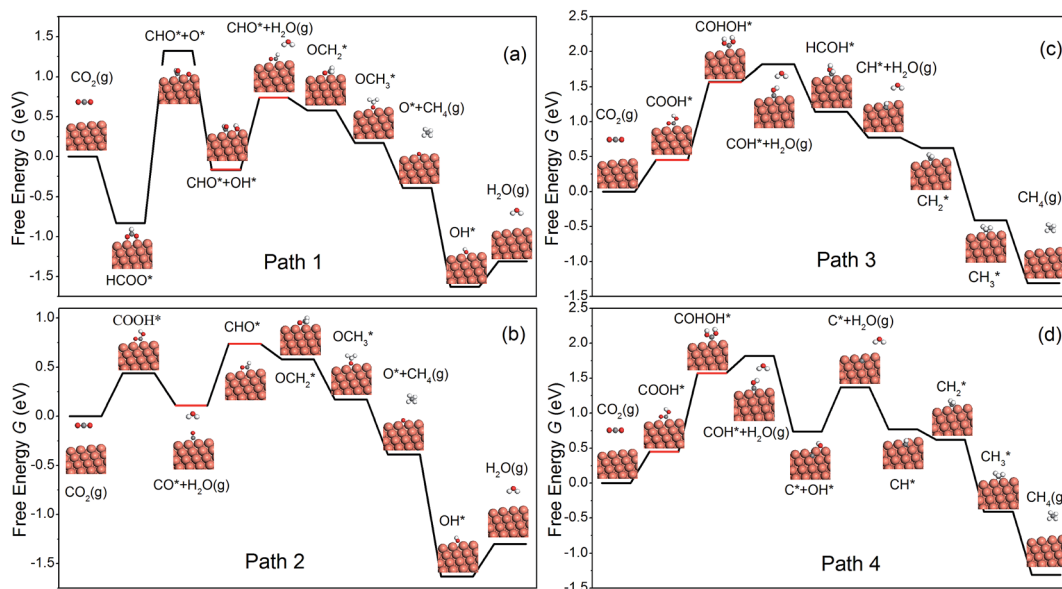 (a)
Free Energy G (eV)
1.5
1.0
0.5
0.0
-0.5
-1.0
-1.5
CO₂(g)
HCOO*
CHO*+O*
CHO*+OH*
CHO*+H₂O(g)
OCH₂*
OCH₃*
O*+CH₄(g)
OH*
H₂O(g)
Path 1
(b)
Free Energy G (eV)
1.0
0.5
0.0
-0.5
-1.0
-1.5
CO₂(g)
COOH*
CO*+H₂O(g)
CHO*
OCH₂*
OCH₃*
O*+CH₄(g)
OH*
H₂O(g)
Path 2
(c)
Free Energy G (eV)
2.5
2.0
1.5
1.0
0.5
0.0
-0.5
-1.0
-1.5
CO₂(g)
COOH*
COHOH*
COH*+H₂O(g)
HCOH*
CH*+H₂O(g)
CH₂*
CH₃*
CH₄(g)
Path 3
(d)
Free Energy G (eV)
2.5
2.0
1.5
1.0
0.5
0.0
-0.5
-1.0
-1.5
CO₂(g)
COOH*
COHOH*
COH*+H₂O(g)
C*+OH*
C*+H₂O(g)
CH*
CH₂*
CH₃*
CH₄(g)
Path 4